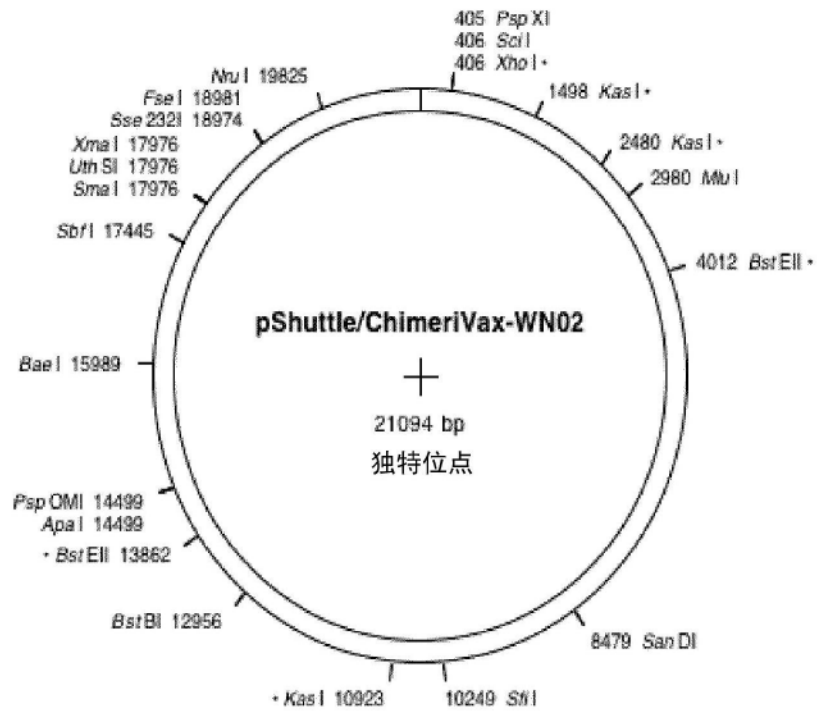 405 PspXI
406 SciI
406 XhoI *
1498 KasI *
2480 KasI *
2980 MluI
4012 BstEII *
8479 SanDI
10249 SfiI
* KasI 10923
BstBI 12956
* BstEII 13862
ApaI 14499
PspOMI 14499
BaeI 15989
SbfI 17445
SmaI 17976
UthSI 17976
XmaI 17976
Sse232I 18974
FseI 18981
NruI 19825
pShuttle/ChimeriVax-WN02
21094 bp
独特位点